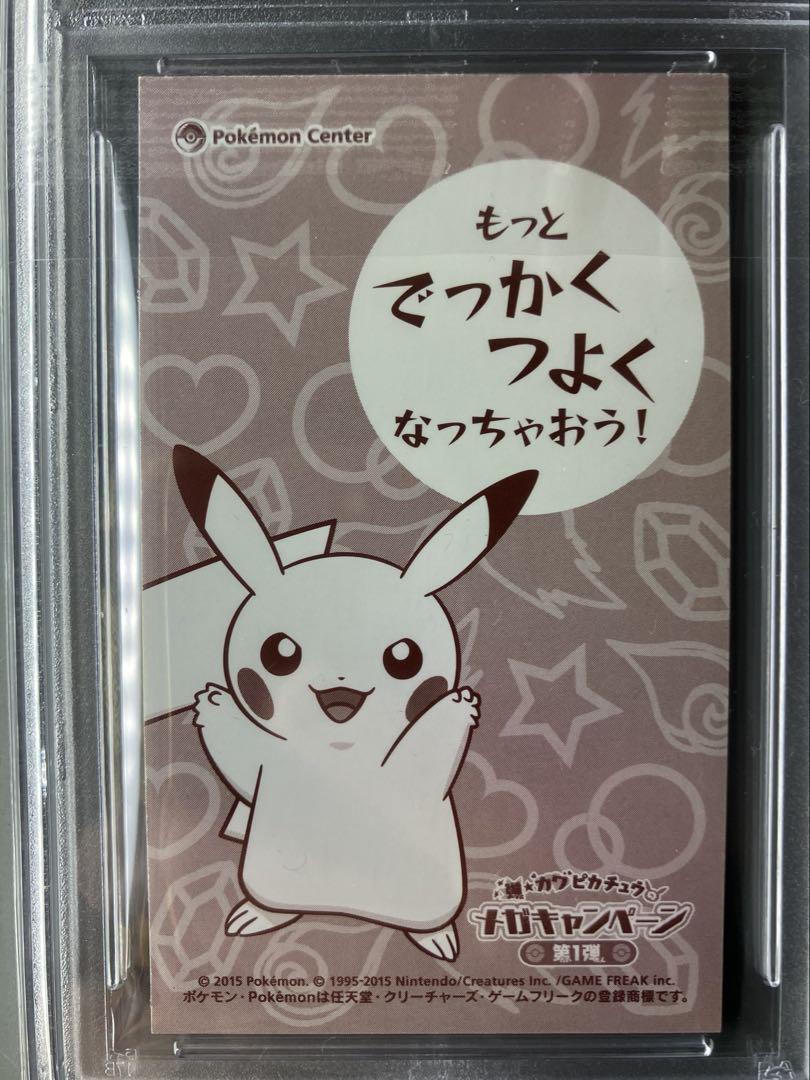 Pokémon Center
もっと
でっかく
つよく
なっちゃおう!
カワ ピカチュウ
メガキャンペーン
第1弾
© 2015 Pokémon. © 1995-2015 Nintendo/Creatures Inc. /GAME FREAK inc.
ポケモン・Pokémonは任天堂・クリーチャーズ・ゲームフリークの登録商標です。